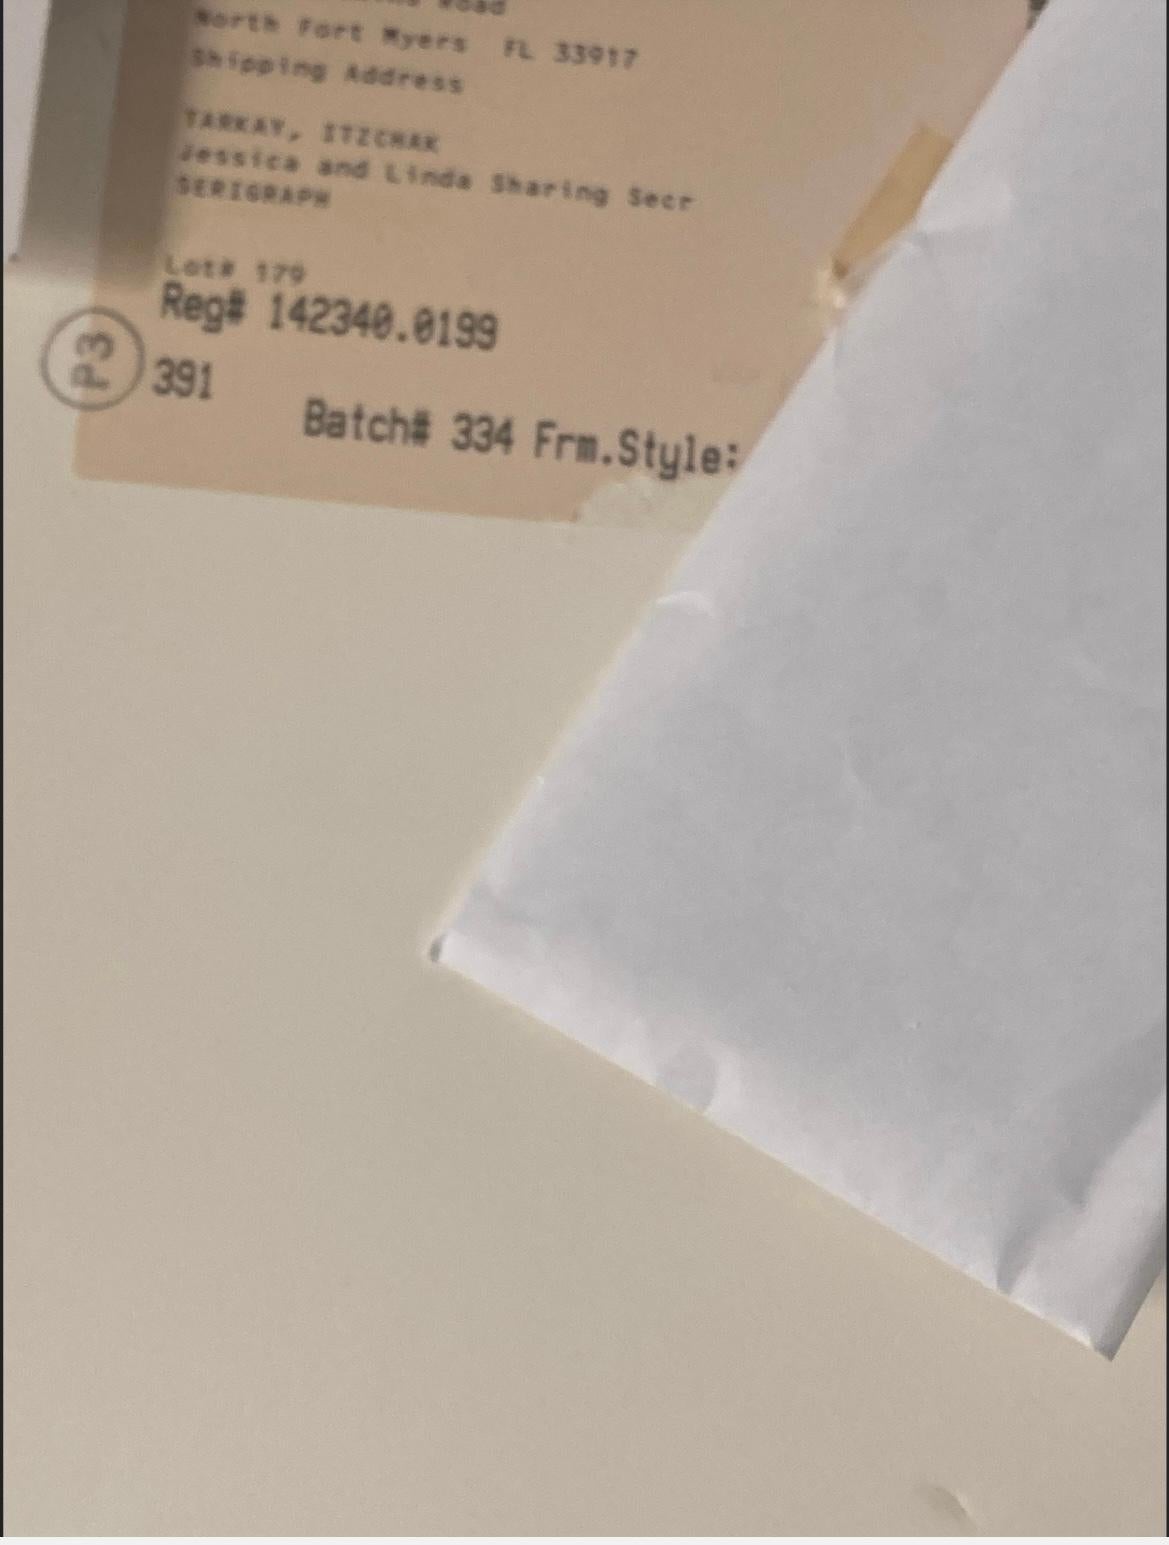 Road
North Fort Myers FL 33917
Shipping Address
TARKAY, ITZCHAK
Jessica and Linda Sharing Secr
SERIGRAPH
Lot# 179
Reg# 142340.0199
P3
391
Batch# 334 Frm.Style: